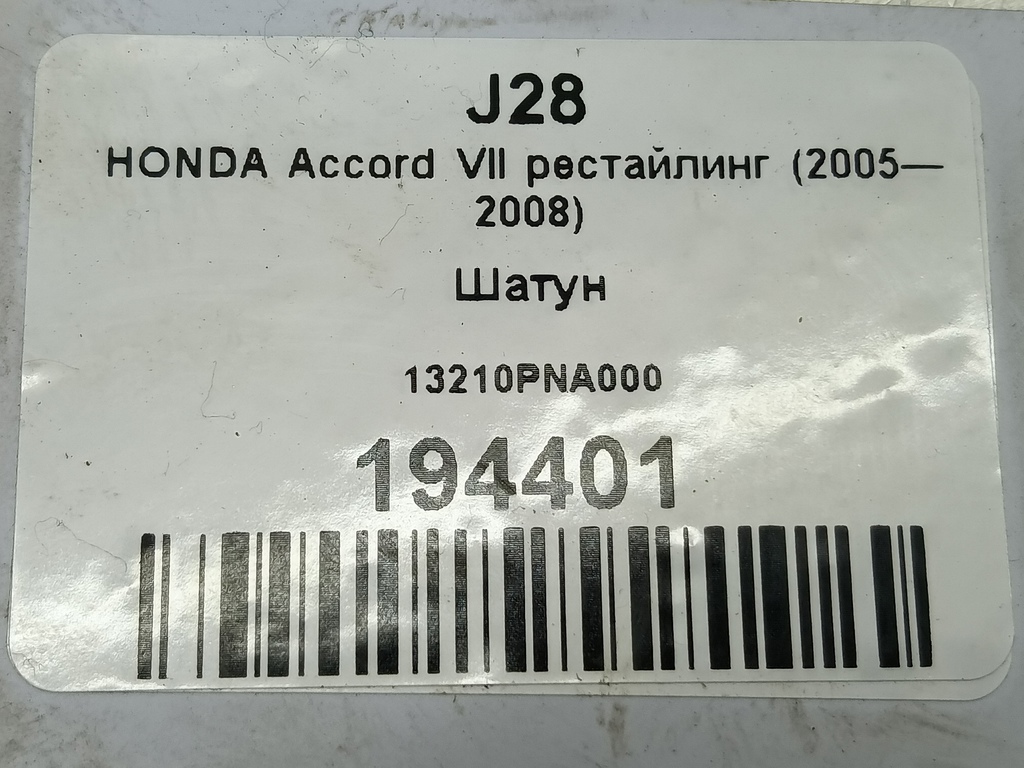 J28
HONDA Accord VII рестайлинг (2005—
2008)
Шатун
13210PNA000
194401